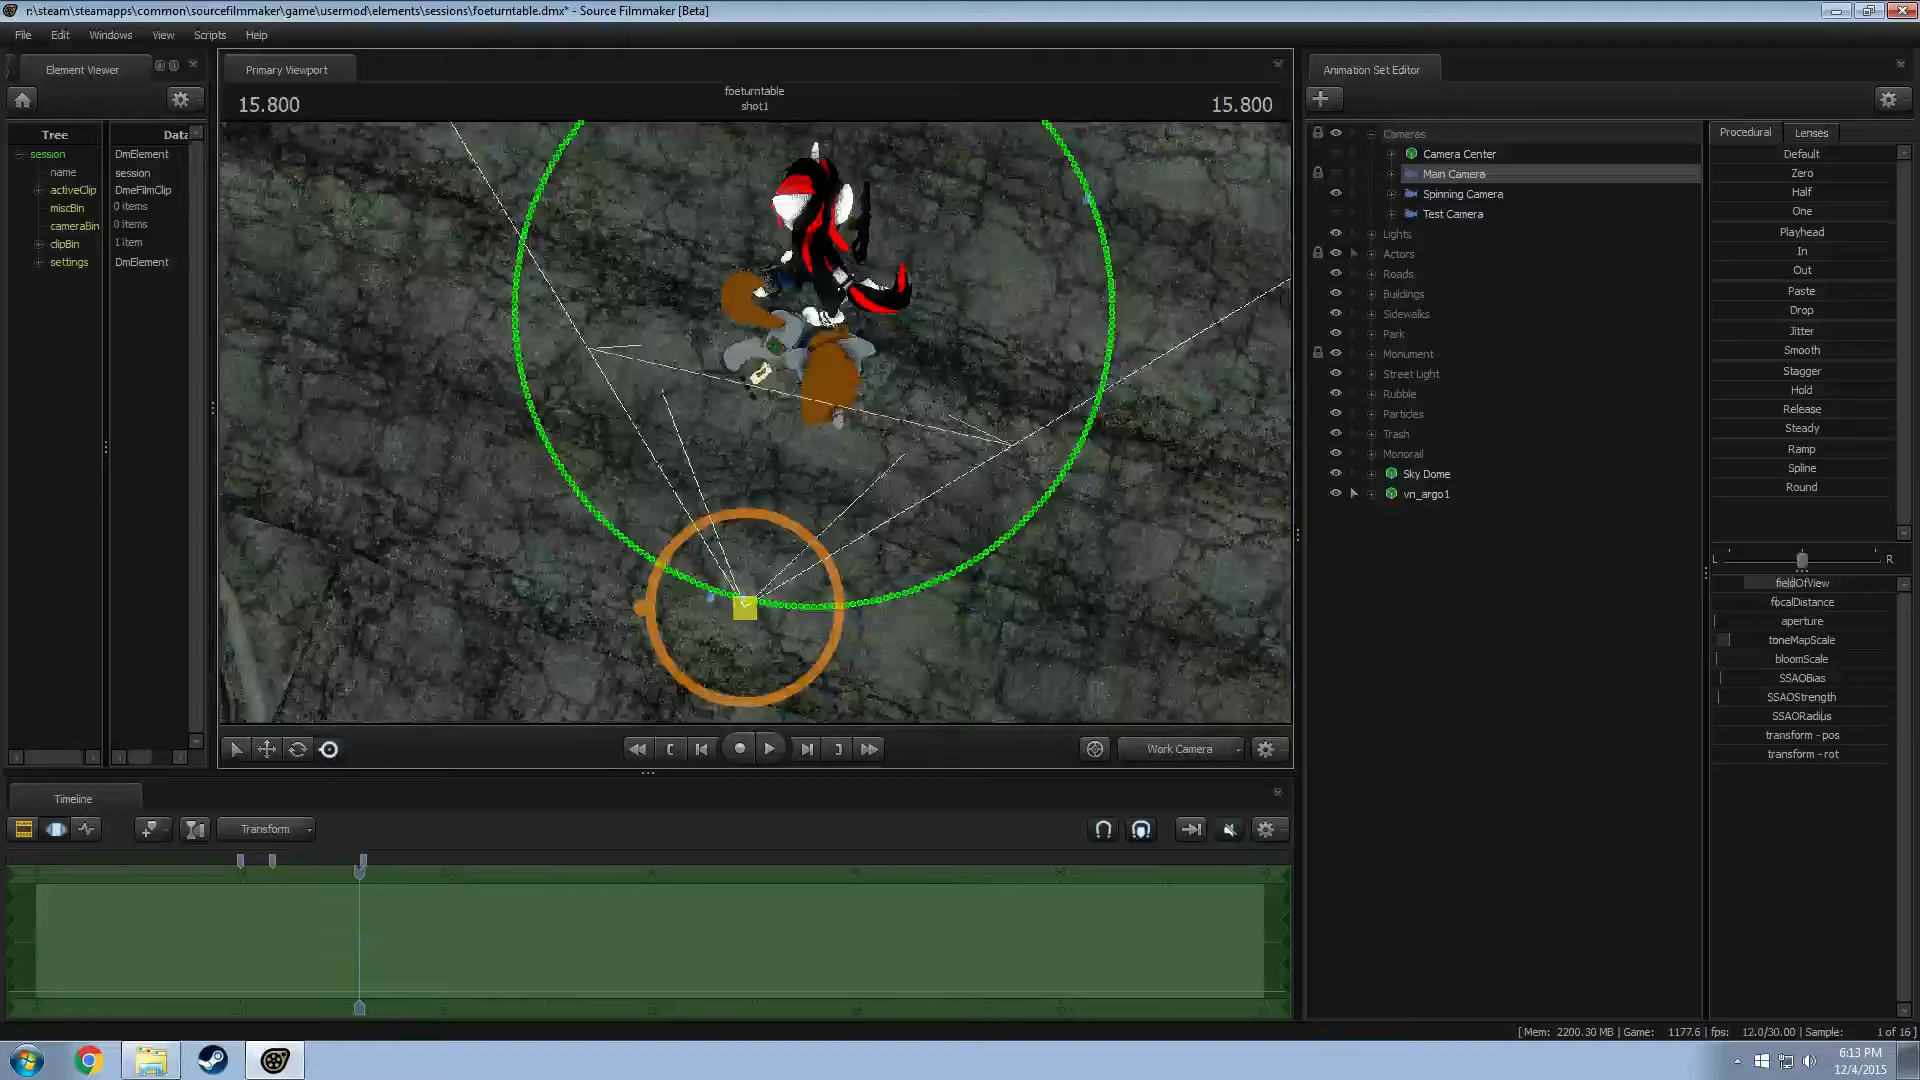 r:\steam\steamapps\common\sourcefilmmaker\game\usermod\elements\sessions\foeturntable.dmx* - Source Filmmaker [Beta]
File Edit Windows View Scripts Help
Element Viewer
Tree Data
session DmElement
name session
activeClip DmeFilmClip
miscBin 0 items
cameraBin 0 items
clipBin 1 item
settings DmElement
Primary Viewport
15.800
foeturntable
shot1
15.800
Work Camera
Timeline
Transform
Animation Set Editor
Cameras
Camera Center
Main Camera
Spinning Camera
Test Camera
Lights
Actors
Roads
Buildings
Sidewalks
Park
Monument
Street Light
Rubble
Particles
Trash
Monorail
Sky Dome
vn_argo1
Procedural Lenses
Default
Zero
Half
One
Playhead
In
Out
Paste
Drop
Jitter
Smooth
Stagger
Hold
Release
Steady
Ramp
Spline
Round
L R
fieldOfView
focalDistance
aperture
toneMapScale
bloomScale
SSAOBias
SSAOStrength
SSAORadius
transform - pos
transform - rot
[ Mem: 2200.30 MB | Game: 1177.6 | fps: 12.0/30.00 | Sample: 1 of 16 ]
6:13 PM
12/4/2015